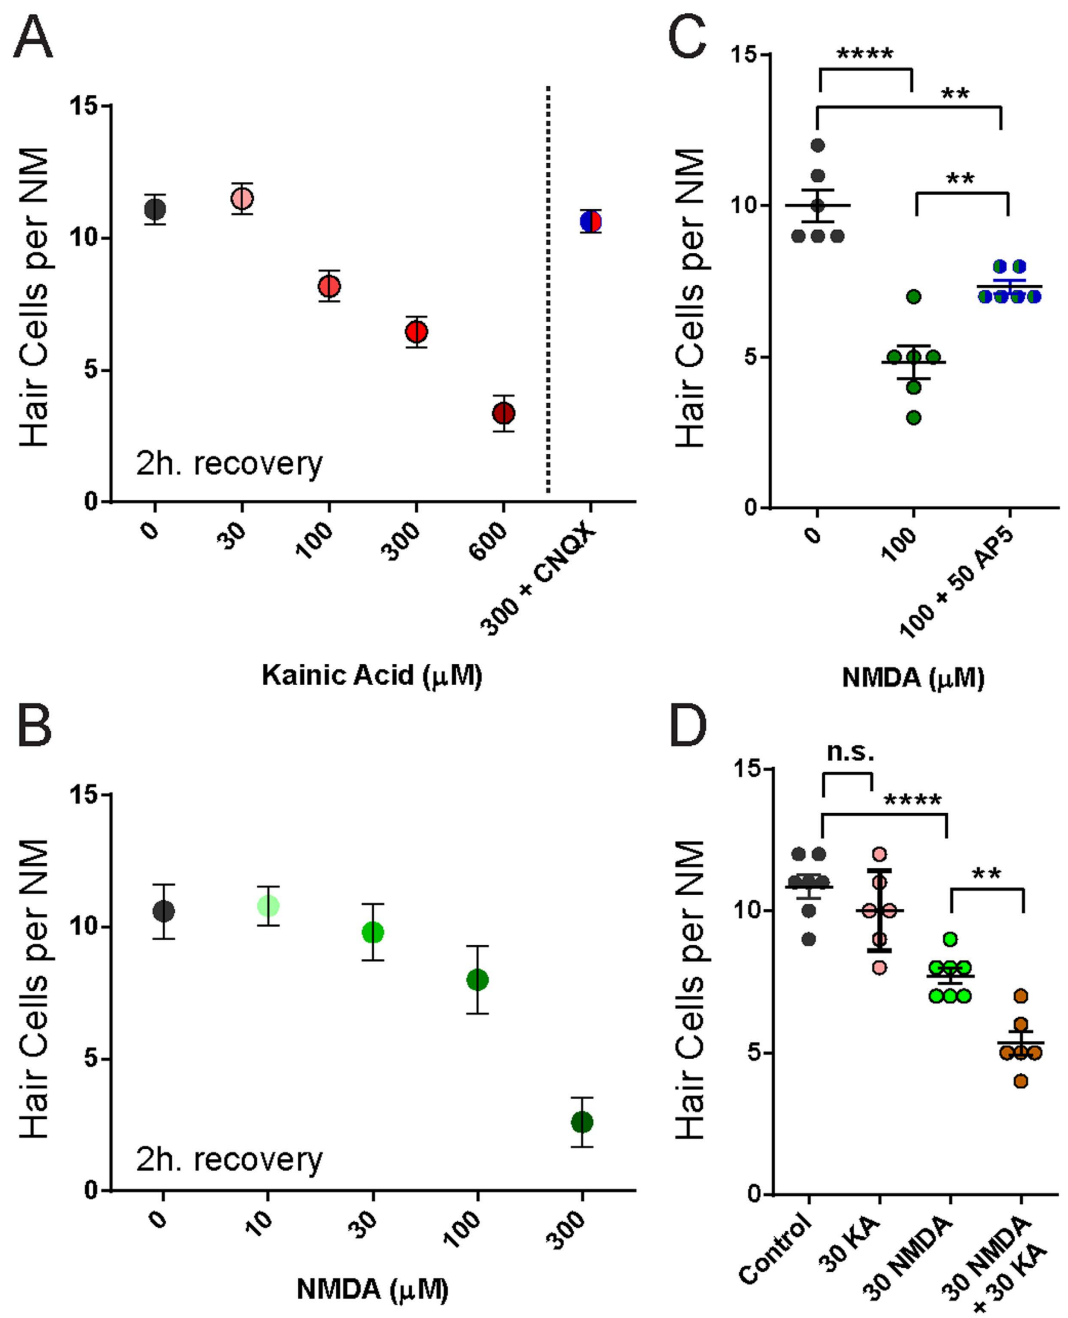 A
Hair Cells per NM
15
10
5
0
2h. recovery
0
30
100
300
600
300 + CNQX
Kainic Acid (μM)
B
Hair Cells per NM
15
10
5
0
2h. recovery
0
10
30
100
300
NMDA (μM)
C
Hair Cells per NM
15
10
5
0
****
**
**
0
100
100 + 50 AP5
NMDA (μM)
D
Hair Cells per NM
15
10
5
0
n.s.
****
**
Control
30 KA
30 NMDA
30 NMDA
+ 30 KA